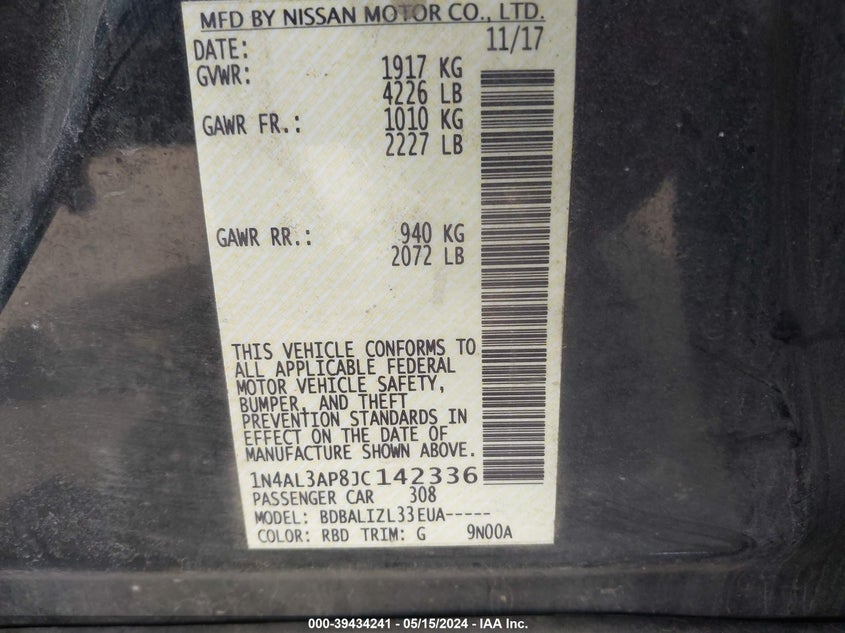 MFD BY NISSAN MOTOR CO., LTD.
DATE: 11/17
GVWR: 1917 KG
4226 LB
GAWR FR.: 1010 KG
2227 LB
GAWR RR.: 940 KG
2072 LB
THIS VEHICLE CONFORMS TO
ALL APPLICABLE FEDERAL
MOTOR VEHICLE SAFETY,
BUMPER, AND THEFT
PREVENTION STANDARDS IN
EFFECT ON THE DATE OF
MANUFACTURE SHOWN ABOVE.
1N4AL3AP8JC142336
PASSENGER CAR 308
MODEL: BDBALIZL33EUA-----
COLOR: RBD TRIM: G 9N00A
000-39434241 - 05/15/2024 - IAA Inc.